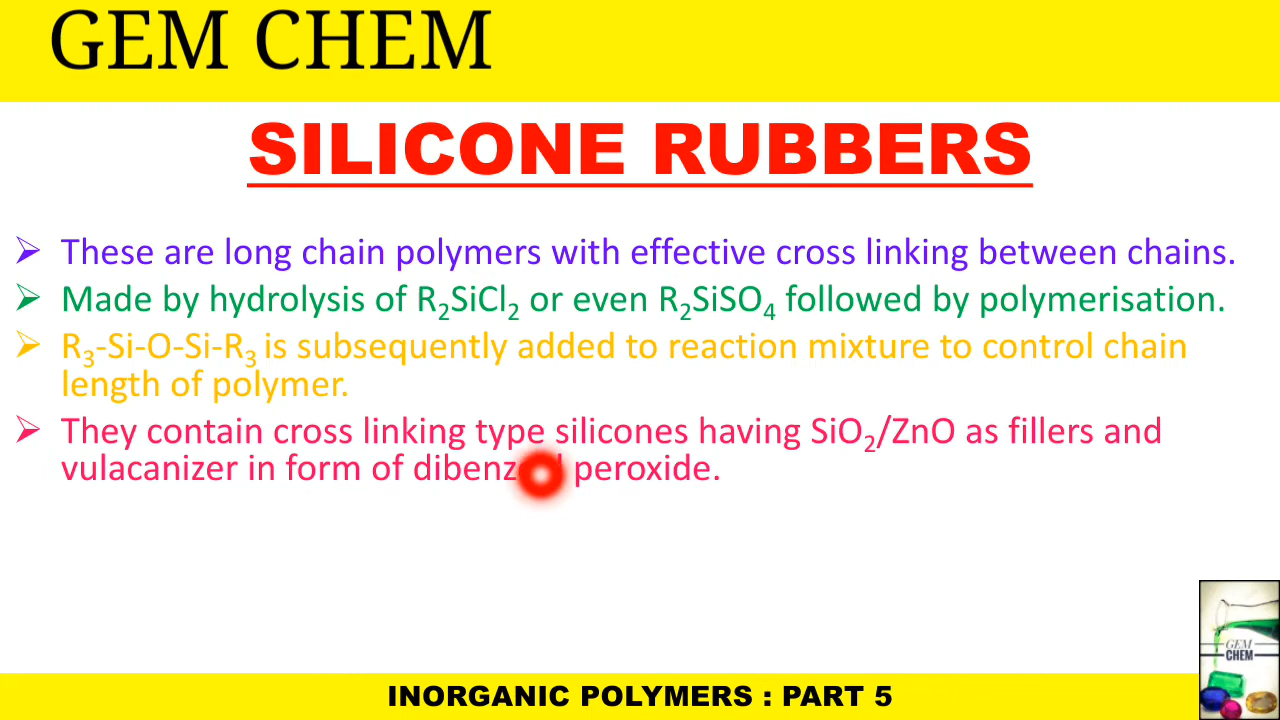 GEM CHEM
SILICONE RUBBERS
➢ These are long chain polymers with effective cross linking between chains.
➢ Made by hydrolysis of R₂SiCl₂ or even R₂SiSO₄ followed by polymerisation.
➢ R₃-Si-O-Si-R₃ is subsequently added to reaction mixture to control chain
length of polymer.
➢ They contain cross linking type silicones having SiO₂/ZnO as fillers and
vulacanizer in form of peroxide.
GEM
CHEM
INORGANIC POLYMERS : PART 5